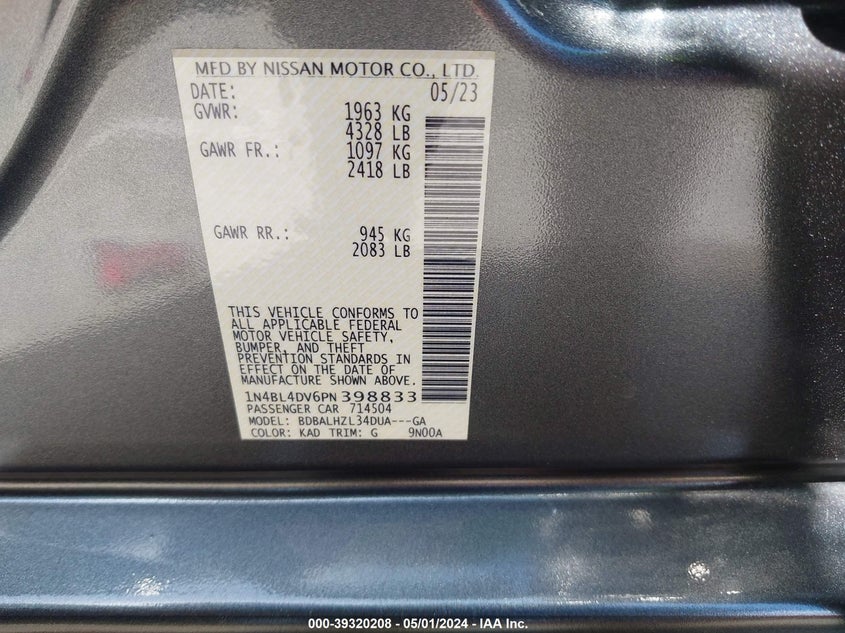 MFD BY NISSAN MOTOR CO., LTD.
DATE: 05/23
GVWR: 1963 KG
4328 LB
GAWR FR.: 1097 KG
2418 LB
GAWR RR.: 945 KG
2083 LB
THIS VEHICLE CONFORMS TO
ALL APPLICABLE FEDERAL
MOTOR VEHICLE SAFETY,
BUMPER, AND THEFT
PREVENTION STANDARDS IN
EFFECT ON THE DATE OF
MANUFACTURE SHOWN ABOVE.
1N4BL4DV6PN398833
PASSENGER CAR 714504
MODEL: BDBALHZL34DUA---GA
COLOR: KAD TRIM: G 9N00A
000-39320208 - 05/01/2024 - IAA Inc.